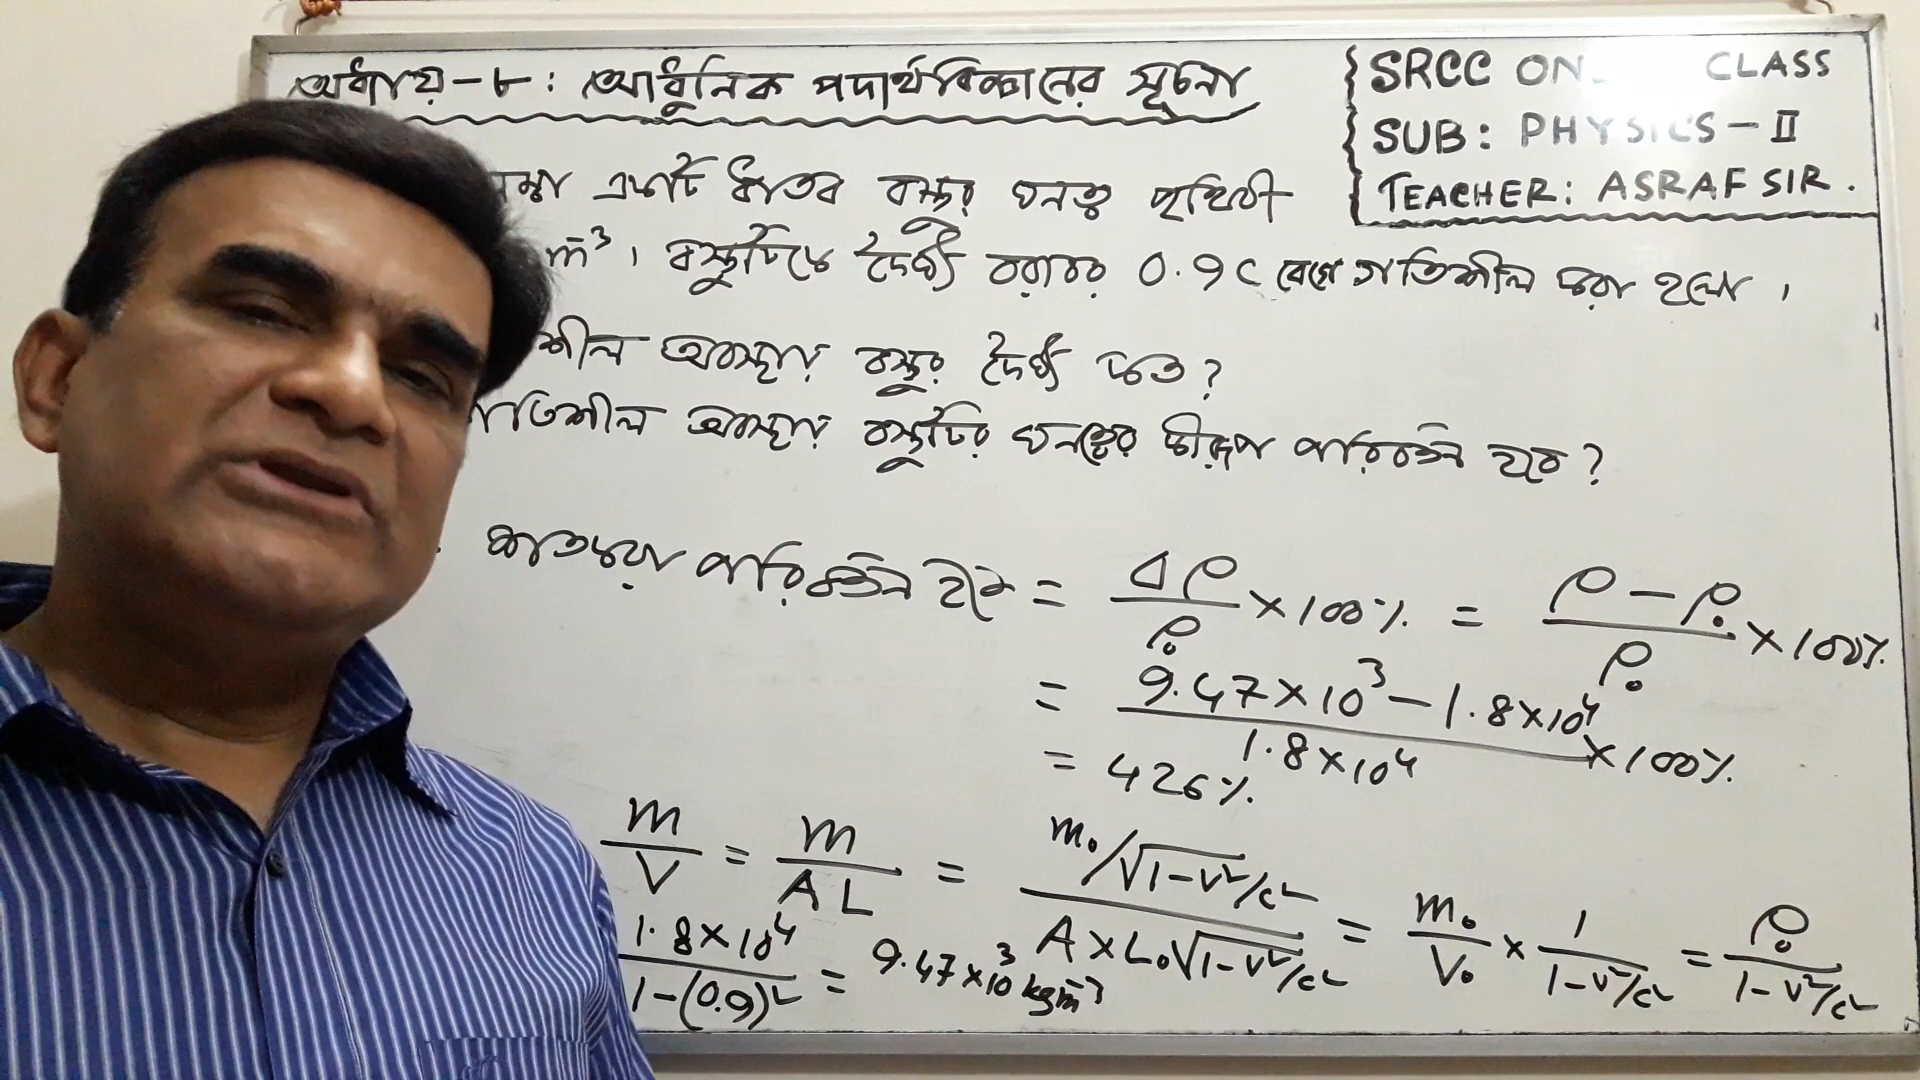 অধ্যায়-৮: আধুনিক পদার্থবিজ্ঞানের সূচনা
SRCC ON CLASS
SUB: PHYSICS-II
TEACHER: ASRAF SIR.
একটি ধাতব বস্তুর ঘনত্ব পৃথিবী
m⁻³। বস্তুটিকে দৈর্ঘ্য বরাবর 0.9C বেগে গতিশীল করা হলো।
শীল অবস্থায় বস্তুর দৈর্ঘ্য কত?
গতিশীল অবস্থায় বস্তুটির ঘনত্বের কীরূপ পরিবর্তন হবে?
শতকরা পরিবর্তন হবে = Δρ/ρ₀ × 100% = ρ-ρ₀/ρ₀ × 100%
= 9.47×10³-1.8×10⁴/1.8×10⁴ × 100%
= 426%
m/V = m/AL = m₀/√1-v²/c² / A×L₀√1-v²/c² = m₀/V₀ × 1/1-v²/c² = ρ₀/1-v²/c²
1.8×10⁴/1-(0.9)² = 9.47×10³ kgm⁻³